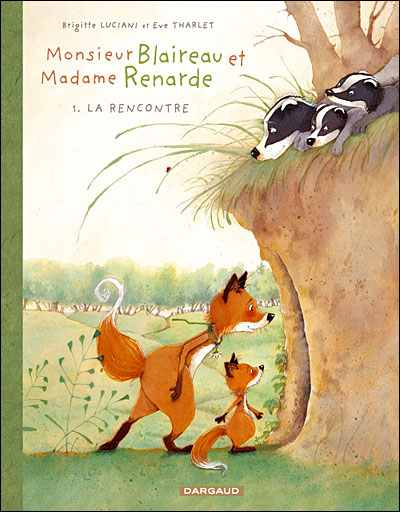 Brigitte LUCIANI et Eve THARLET
Monsieur Blaireau et
Madame Renarde
1. LA RENCONTRE
DARGAUD